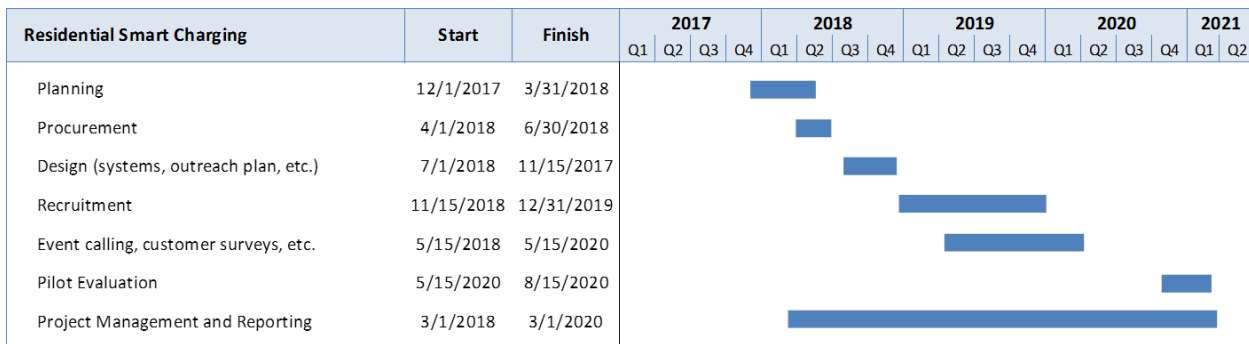 2017 2018 2019 2020 2021
Residential Smart Charging Start Finish
Q1 Q2 Q3 Q4 Q1 Q2 Q3 Q4 Q1 Q2 Q3 Q4 Q1 Q2 Q3 Q4 Q1 Q2
Planning 12/1/2017 3/31/2018
Procurement 4/1/2018 6/30/2018
Design (systems, outreach plan, etc.) 7/1/2018 11/15/2017
Recruitment 11/15/2018 12/31/2019
Event calling, customer surveys, etc. 5/15/2018 5/15/2020
Pilot Evaluation 5/15/2020 8/15/2020
Project Management and Reporting 3/1/2018 3/1/2020